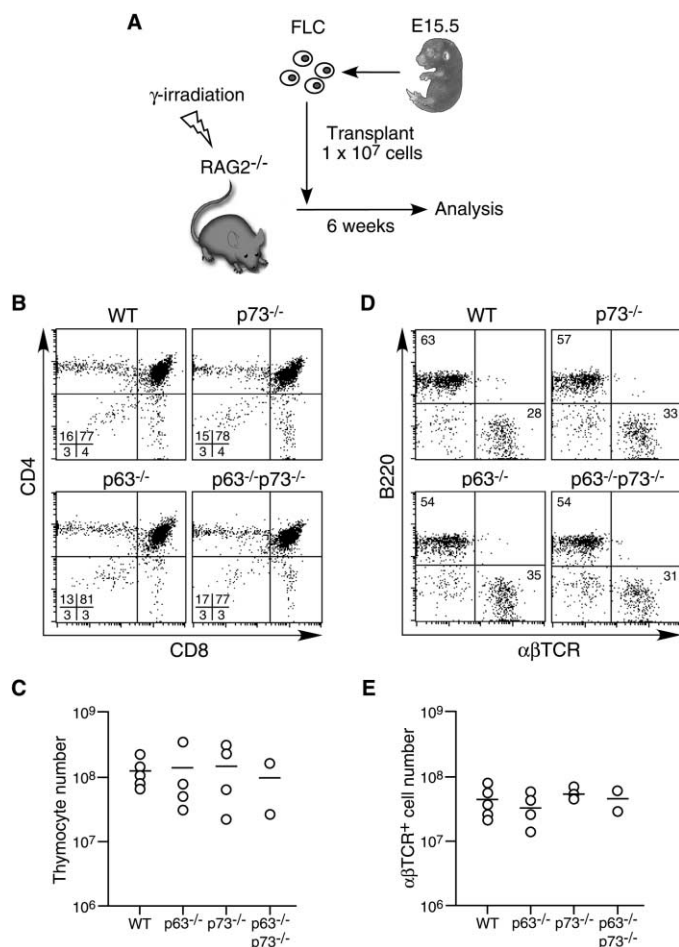 A
FLC
E15.5
γ-irradiation
Transplant
1 x 10⁷ cells
RAG2⁻/⁻
6 weeks
Analysis
B
WT
p73⁻/⁻
16 77
3 4
15 78
3 4
p63⁻/⁻
p63⁻/⁻p73⁻/⁻
13 81
3 3
17 77
3 3
CD4
CD8
D
WT
p73⁻/⁻
63
28
57
33
p63⁻/⁻
p63⁻/⁻p73⁻/⁻
54
35
54
31
B220
αβTCR
C
Thymocyte number
10⁹
10⁸
10⁷
10⁶
WT
p63⁻/⁻
p73⁻/⁻
p63⁻/⁻
p73⁻/⁻
E
αβTCR⁺ cell number
10⁹
10⁸
10⁷
10⁶
WT
p63⁻/⁻
p73⁻/⁻
p63⁻/⁻
p73⁻/⁻